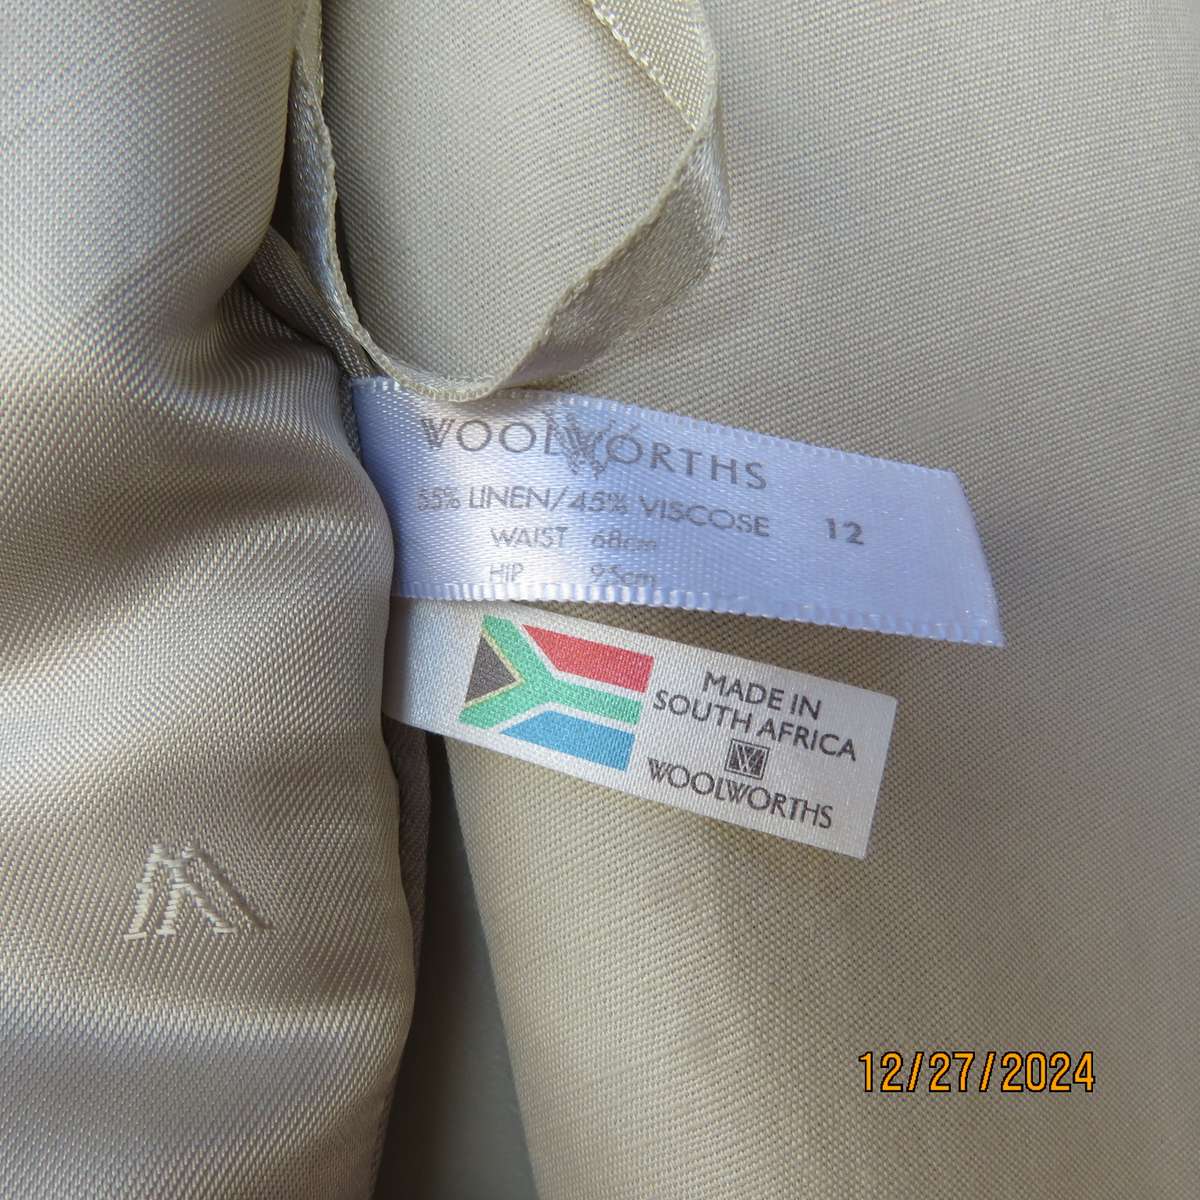 WOOLWORTHS
55% LINEN/45% VISCOSE 12
WAIST 68cm
HIP 95cm
MADE IN
SOUTH AFRICA
W
WOOLWORTHS
12/27/2024